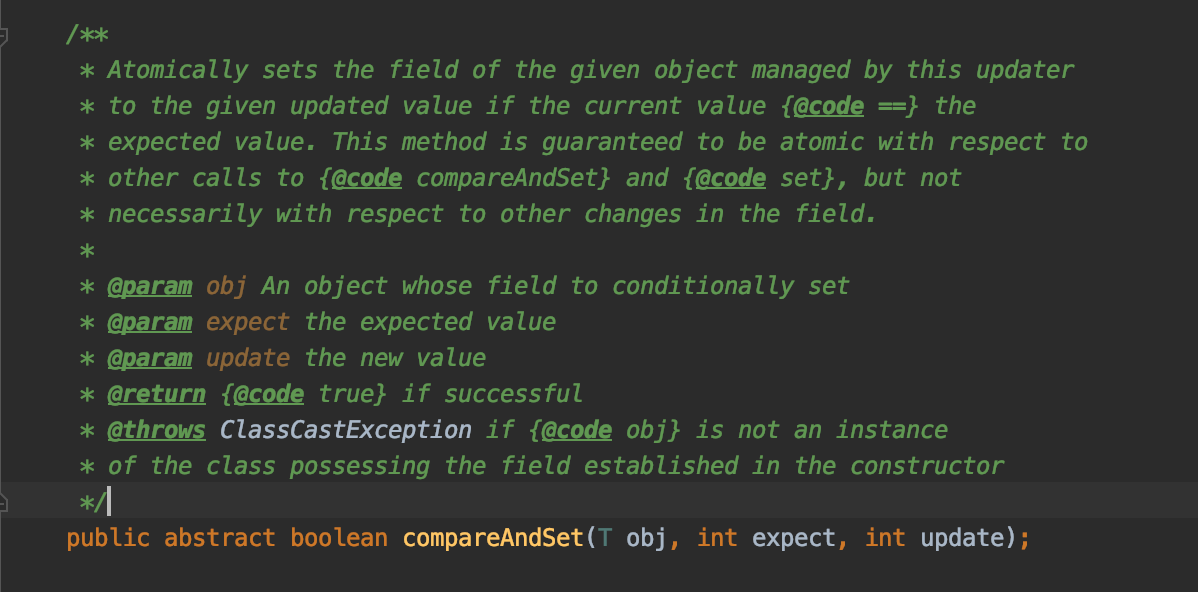 /**
* Atomically sets the field of the given object managed by this updater
* to the given updated value if the current value {@code ==} the
* expected value. This method is guaranteed to be atomic with respect to
* other calls to {@code compareAndSet} and {@code set}, but not
* necessarily with respect to other changes in the field.
*
* @param obj An object whose field to conditionally set
* @param expect the expected value
* @param update the new value
* @return {@code true} if successful
* @throws ClassCastException if {@code obj} is not an instance
* of the class possessing the field established in the constructor
*/
public abstract boolean compareAndSet(T obj, int expect, int update);